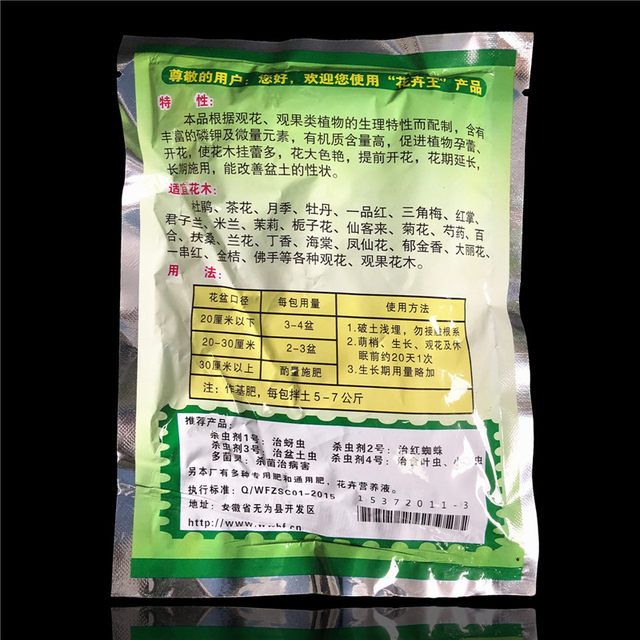 尊敬的用户：您好，欢迎您使用“花卉王”产品
特 性：
本品根据观花、观果类植物的生理特性而配制，含有
丰富的磷钾及微量元素，有机质含量高，促进植物孕蕾、
开花，使花木挂蕾多，花大色艳，提前开花，花期延长，
长期施用，能改善盆土的性状。
适宜花木：
杜鹃、茶花、月季、牡丹、一品红、三角梅、红掌、
君子兰、米兰、茉莉、栀子花、仙客来、菊花、芍药、百
合、扶桑、兰花、丁香、海棠、凤仙花、郁金香、大丽花、
一串红、金桔、佛手等各种观花、观果花木。
用 法：
花盆口径 每包用量 使用方法
20厘米以下 3-4盆
20-30厘米 2-3盆
30厘米以上 酌量施肥
1.破土浅埋，勿接触根系
2.萌梢、生长、观花及休
眠前约20天1次
3.生长期用量略加
注：作基肥，每包拌土5-7公斤
推荐产品：
杀虫剂1号：治蚜虫 杀虫剂2号：治红蜘蛛
杀虫剂3号：治盆土虫 杀虫剂4号：治食叶虫、小 虫
多菌灵：杀菌治病害
另本厂有多种专用肥和通用肥，花卉营养液。
执行标准：Q/WFZSC01-2015
15372011-3
地址：安徽省无为县开发区